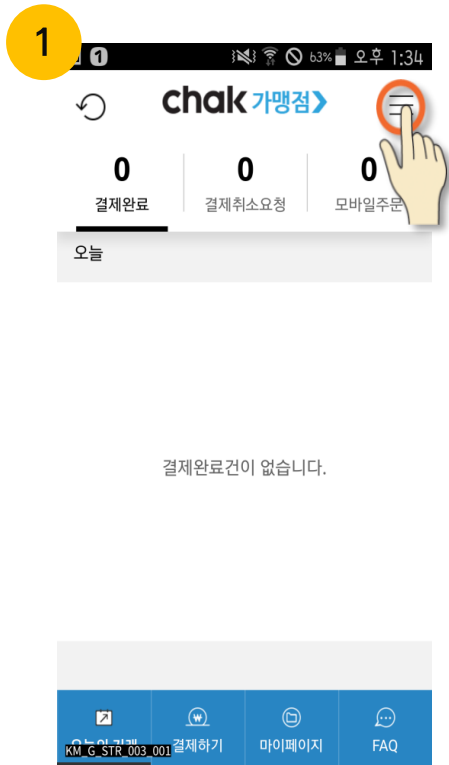 1
1 63% 오후 1:34
chak 가맹점
0 0 0
결제완료 결제취소요청 모바일주문
오늘
결제완료건이 없습니다.
결제하기 마이페이지 FAQ
KM_G_STR_003_001